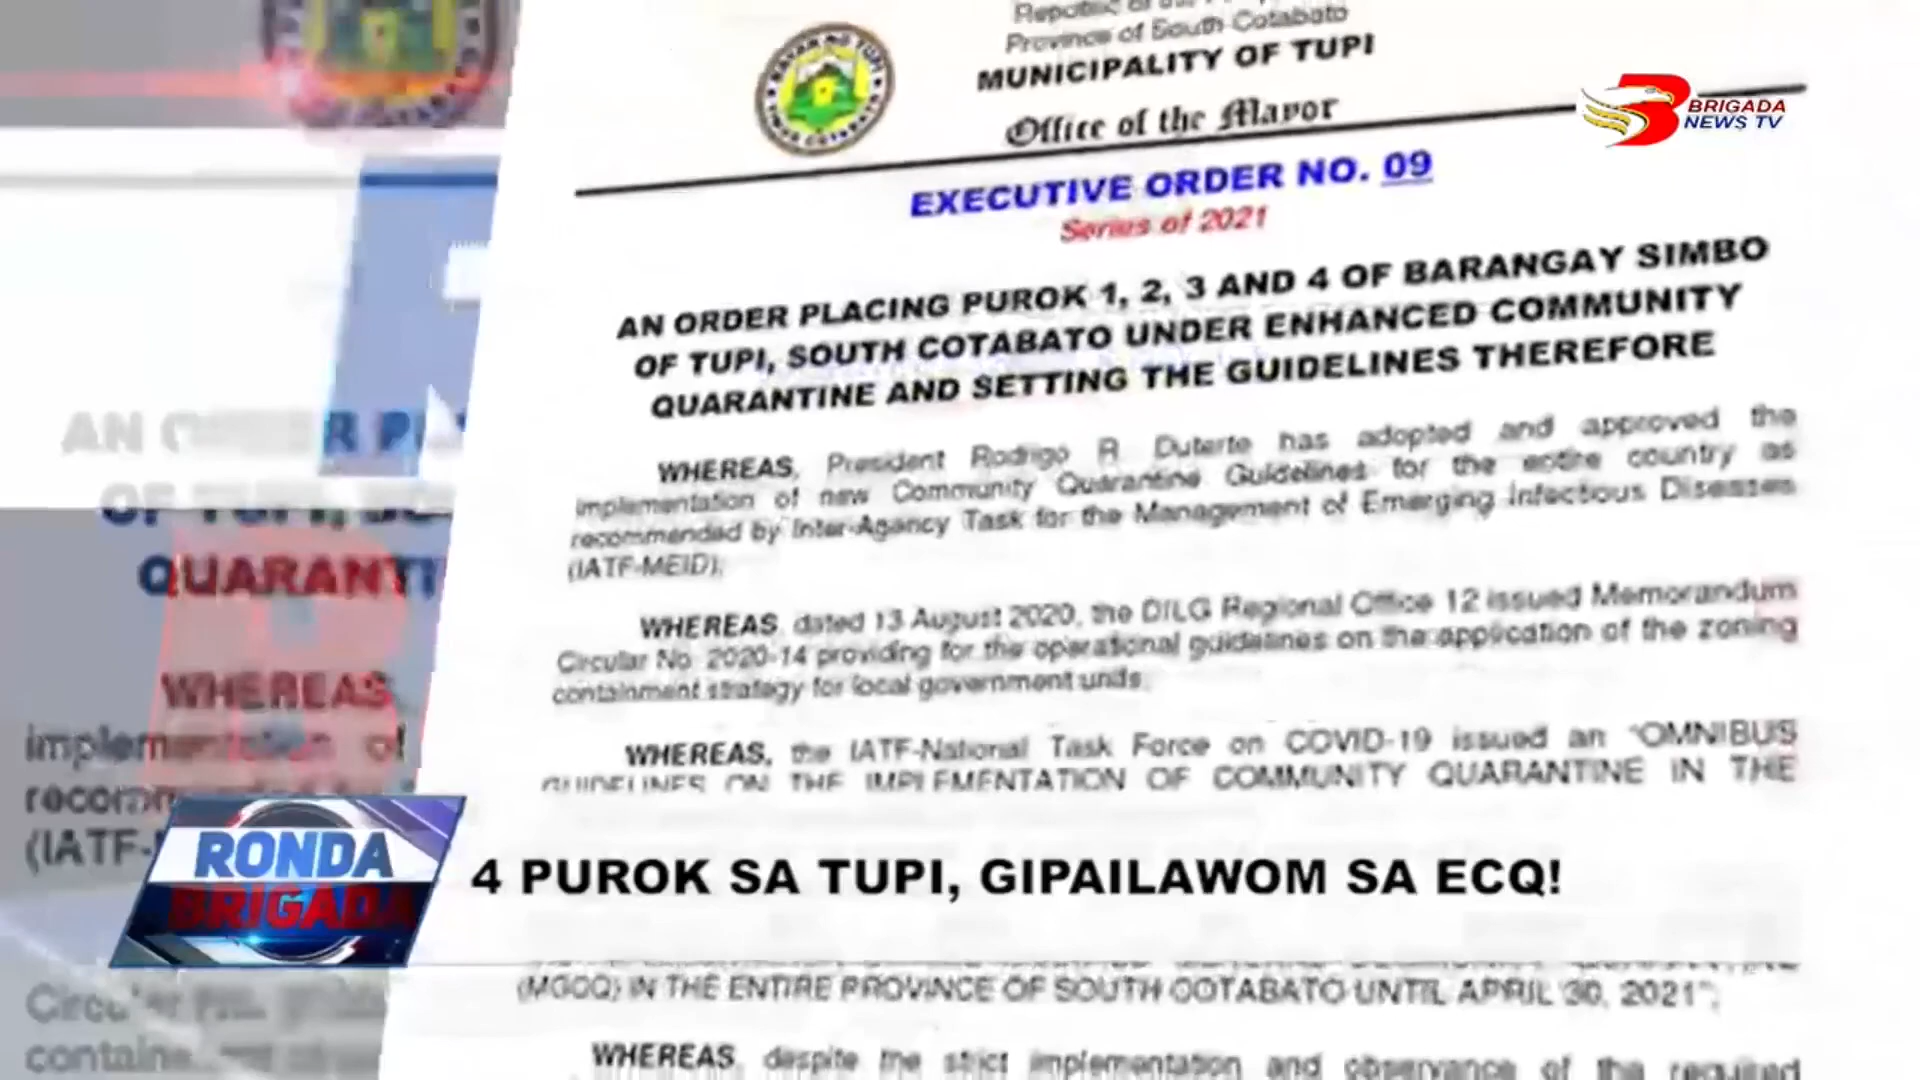 Province of South Cotabato
MUNICIPALITY OF TUPI
Office of the Mayor
BRIGADA
NEWS TV
EXECUTIVE ORDER NO. 09
Series of 2021
AN ORDER PLACING PUROK 1, 2, 3 AND 4 OF BARANGAY SIMBO
OF TUPI, SOUTH COTABATO UNDER ENHANCED COMMUNITY
QUARANTINE AND SETTING THE GUIDELINES THEREFORE
WHEREAS, President Rodrigo R. Duterte has adopted and approved the
implementation of new Community Quarantine Guidelines for the entire country as
recommended by Inter-Agency Task for the Management of Emerging Infectious Diseases
(IATF-MEID);
WHEREAS, dated 13 August 2020, the DILG Regional Office 12 issued Memorandum
Circular No. 2020-14 providing for the operational guidelines on the application of the zoning
containment strategy for local government units;
WHEREAS, the IATF-National Task Force on COVID-19 issued an "OMNIBUS
GUIDELINES ON THE IMPLEMENTATION OF COMMUNITY QUARANTINE IN THE
RONDA
BRIGADA
4 PUROK SA TUPI, GIPAILAWOM SA ECQ!
(MGCQ) IN THE ENTIRE PROVINCE OF SOUTH COTABATO UNTIL APRIL 30, 2021";
WHEREAS, despite the strict implementation and observance of the required